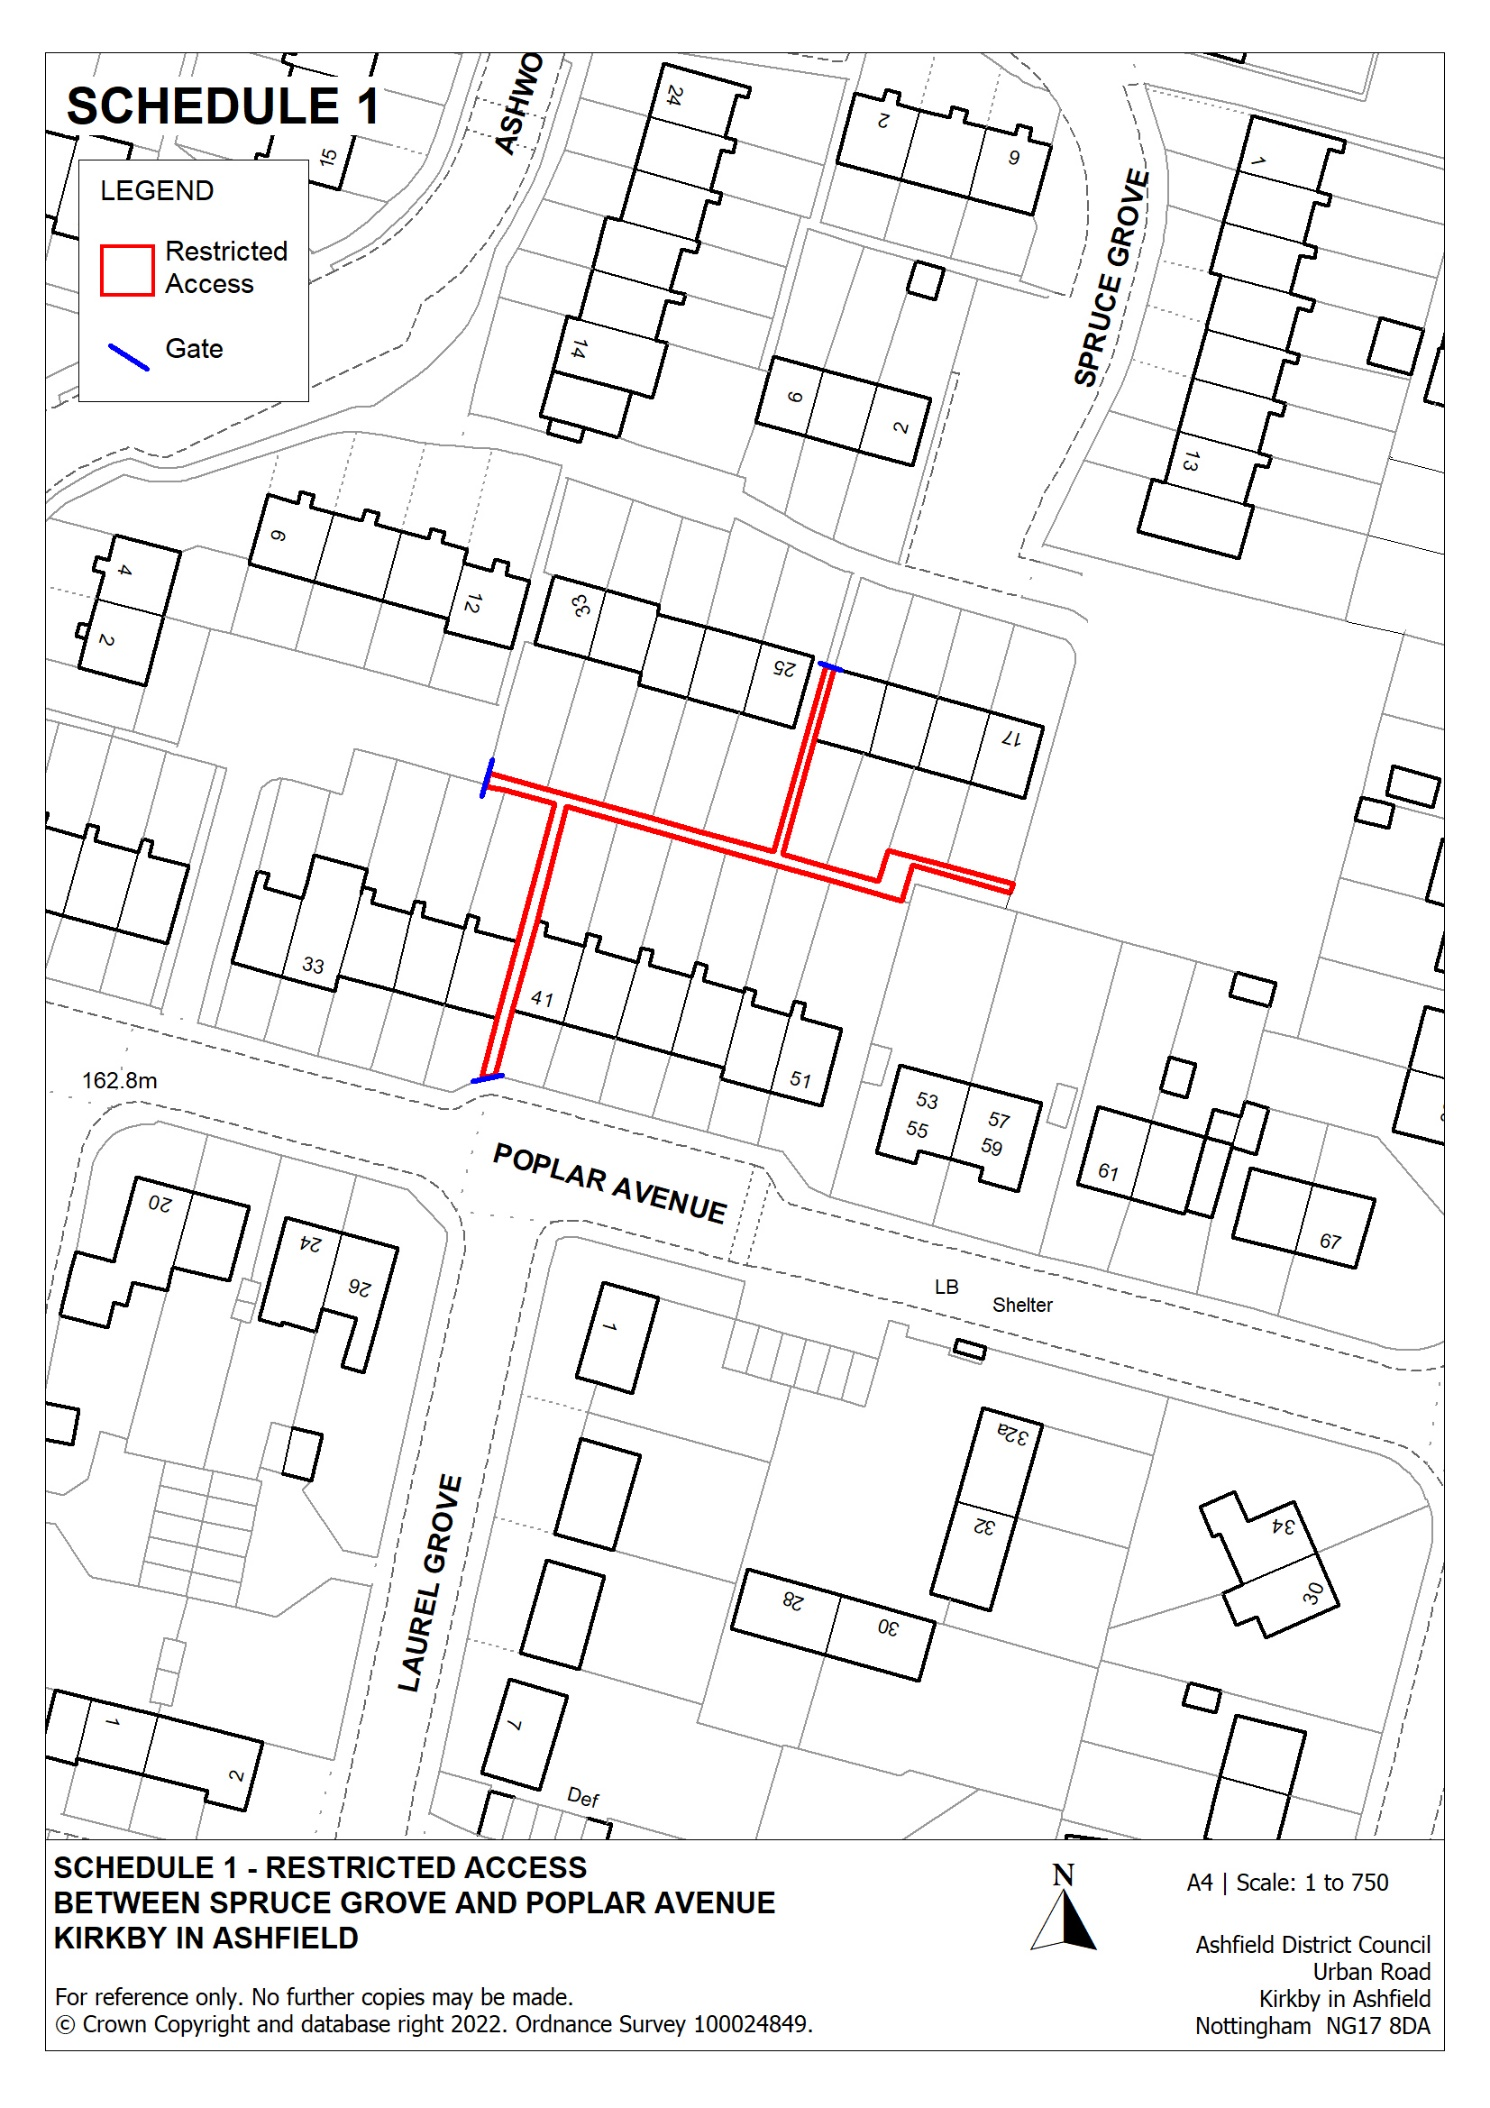 SCHEDULE 1
LEGEND
Restricted
Access
Gate
ASHWO
15
24
14
2
6
SPRUCE GROVE
1
13
9
2
6
12
4
2
33
25
17
33
41
51
53
55
57
59
61
67
162.8m
POPLAR AVENUE
LB
Shelter
20
24
26
1
LAUREL GROVE
7
Def
1
2
32a
32
28
30
34
30
SCHEDULE 1 - RESTRICTED ACCESS
BETWEEN SPRUCE GROVE AND POPLAR AVENUE
KIRKBY IN ASHFIELD
For reference only. No further copies may be made.
© Crown Copyright and database right 2022. Ordnance Survey 100024849.
N
A4 | Scale: 1 to 750
Ashfield District Council
Urban Road
Kirkby in Ashfield
Nottingham NG17 8DA